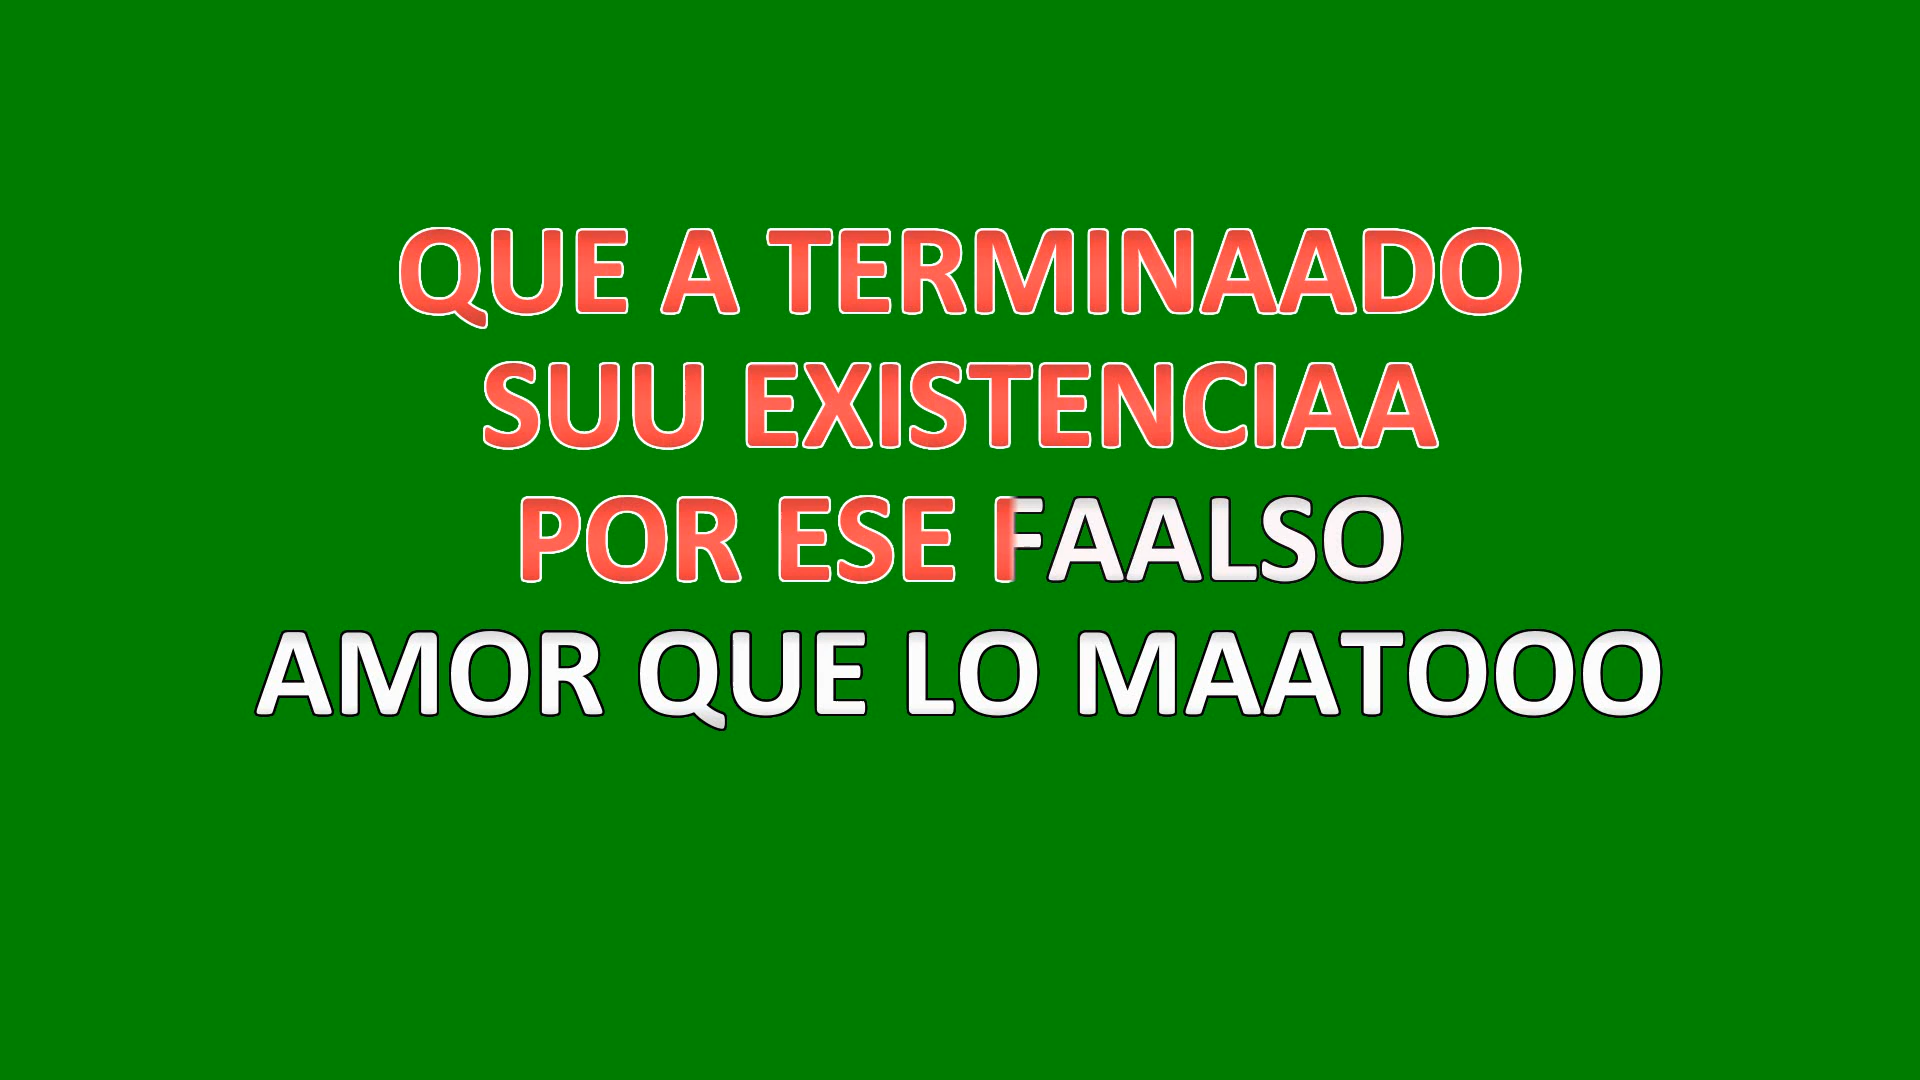 QUE A TERMINAADO
SUU EXISTENCIAA
POR ESE FAALSO
AMOR QUE LO MAATOOO